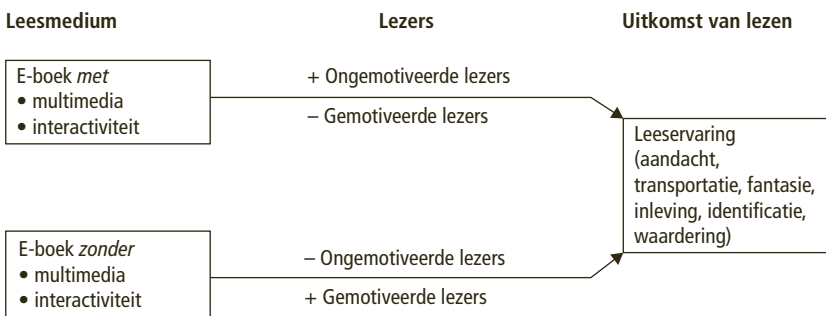 Leesmedium Lezers Uitkomst van lezen
E-boek met
• multimedia
• interactiviteit
+ Ongemotiveerde lezers
– Gemotiveerde lezers
Leeservaring
(aandacht,
transportatie, fantasie,
inleving, identificatie,
waardering)
E-boek zonder
• multimedia
• interactiviteit
– Ongemotiveerde lezers
+ Gemotiveerde lezers